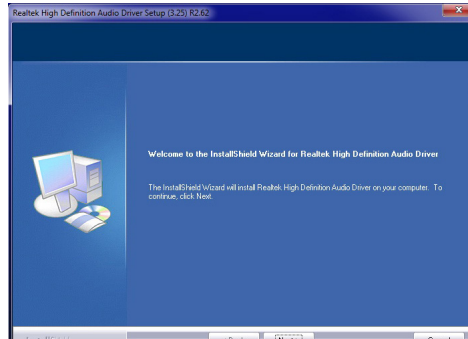 Realtek High Definition Audio Driver Setup (3.25) R2.62
Welcome to the InstallShield Wizard for Realtek High Definition Audio Driver
The InstallShield Wizard will install Realtek High Definition Audio Driver on your computer. To
continue, click Next.